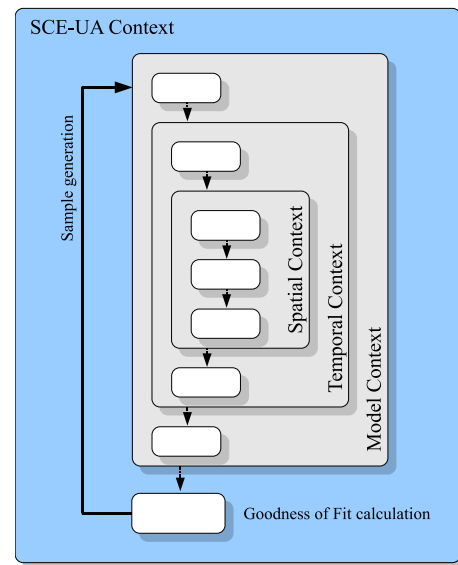 SCE-UA Context
Sample generation
Spatial Context
Temporal Context
Model Context
Goodness of Fit calculation